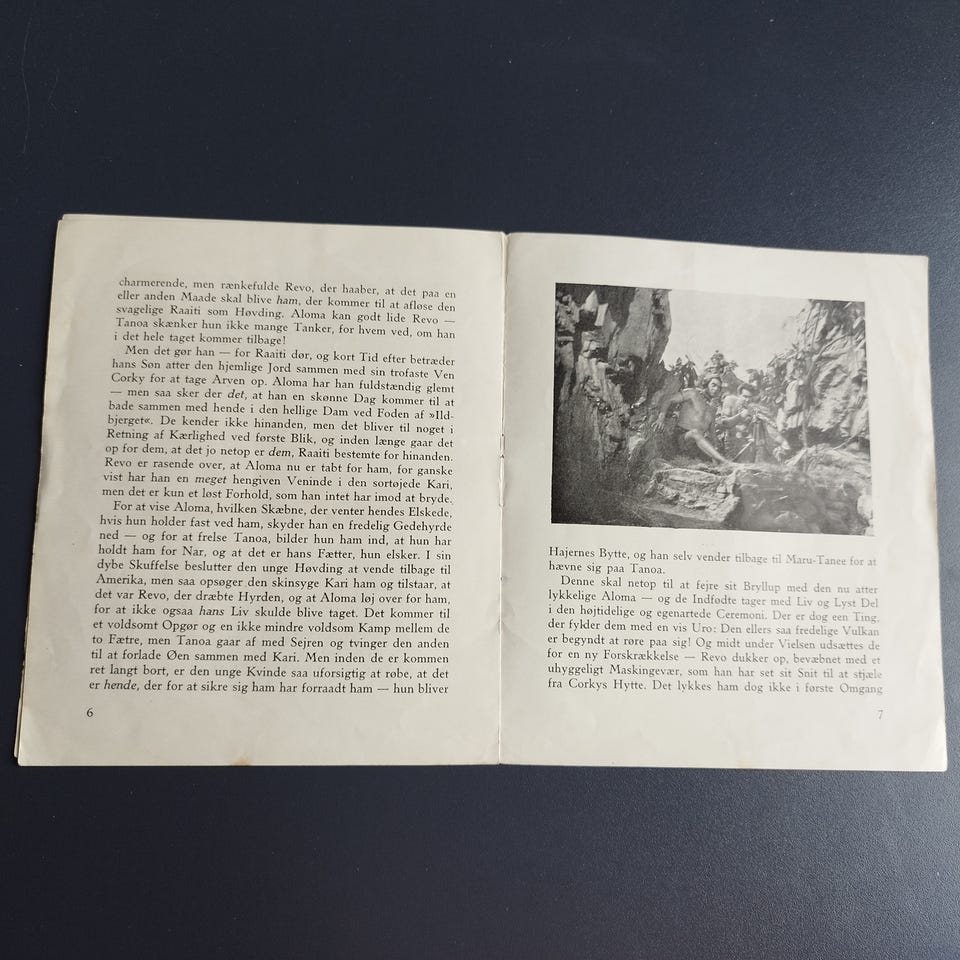 charmerende, men rænkefulde Revo, der haaber, at det paa en
eller anden Maade skal blive ham, der kommer til at afløse den
svagelige Raaiti som Høvding. Aloma kan godt lide Revo —
Tanoa skænker hun ikke mange Tanker, for hvem ved, om han
i det hele taget kommer tilbage!
Men det gør han — for Raaiti dør, og kort Tid efter betræder
hans Søn atter den hjemlige Jord sammen med sin trofaste Ven
Corky for at tage Arven op. Aloma har han fuldstændig glemt
— men saa sker der det, at han en skønne Dag kommer til at
bade sammen med hende i den hellige Dam ved Foden af »Ild-
bjerget«. De kender ikke hinanden, men det bliver til noget i
Retning af Kærlighed ved første Blik, og inden længe gaar det
op for dem, at det jo netop er dem, Raaiti bestemte for hinanden.
Revo er rasende over, at Aloma nu er tabt for ham, for ganske
vist har han en meget hengiven Veninde i den sortøjede Kari,
men det er kun et løst Forhold, som han intet har imod at bryde.
For at vise Aloma, hvilken Skæbne, der venter hendes Elskede,
hvis hun holder fast ved ham, skyder han en fredelig Gedehyrde
ned — og for at frelse Tanoa, bilder hun ham ind, at hun har
holdt ham for Nar, og at det er hans Fætter, hun elsker. I sin
dybe Skuffelse beslutter den unge Høvding at vende tilbage til
Amerika, men saa opsøger den skinsyge Kari ham og tilstaar, at
det var Revo, der dræbte Hyrden, og at Aloma løj over for ham,
for at ikke ogsaa hans Liv skulde blive taget. Det kommer til
et voldsomt Opgør og en ikke mindre voldsom Kamp mellem de
to Fætre, men Tanoa gaar af med Sejren og tvinger den anden
til at forlade Øen sammen med Kari. Men inden de er kommen
ret langt bort, er den unge Kvinde saa uforsigtig at røbe, at det
er hende, der for at sikre sig ham har forraadt ham — hun bliver
6
Hajernes Bytte, og han selv vender tilbage til Maru-Tanee for at
hævne sig paa Tanoa.
Denne skal netop til at fejre sit Bryllup med den nu atter
lykkelige Aloma — og de Indfødte tager med Liv og Lyst Del
i den højtidelige og egenartede Ceremoni. Der er dog een Ting,
der fylder dem med en vis Uro: Den ellers saa fredelige Vulkan
er begyndt at røre paa sig! Og midt under Vielsen udsættes de
for en ny Forskrækkelse — Revo dukker op, bevæbnet med et
uhyggeligt Maskingevær, som han har set sit Snit til at stjæle
fra Corkys Hytte. Det lykkes ham dog ikke i første Omgang
7